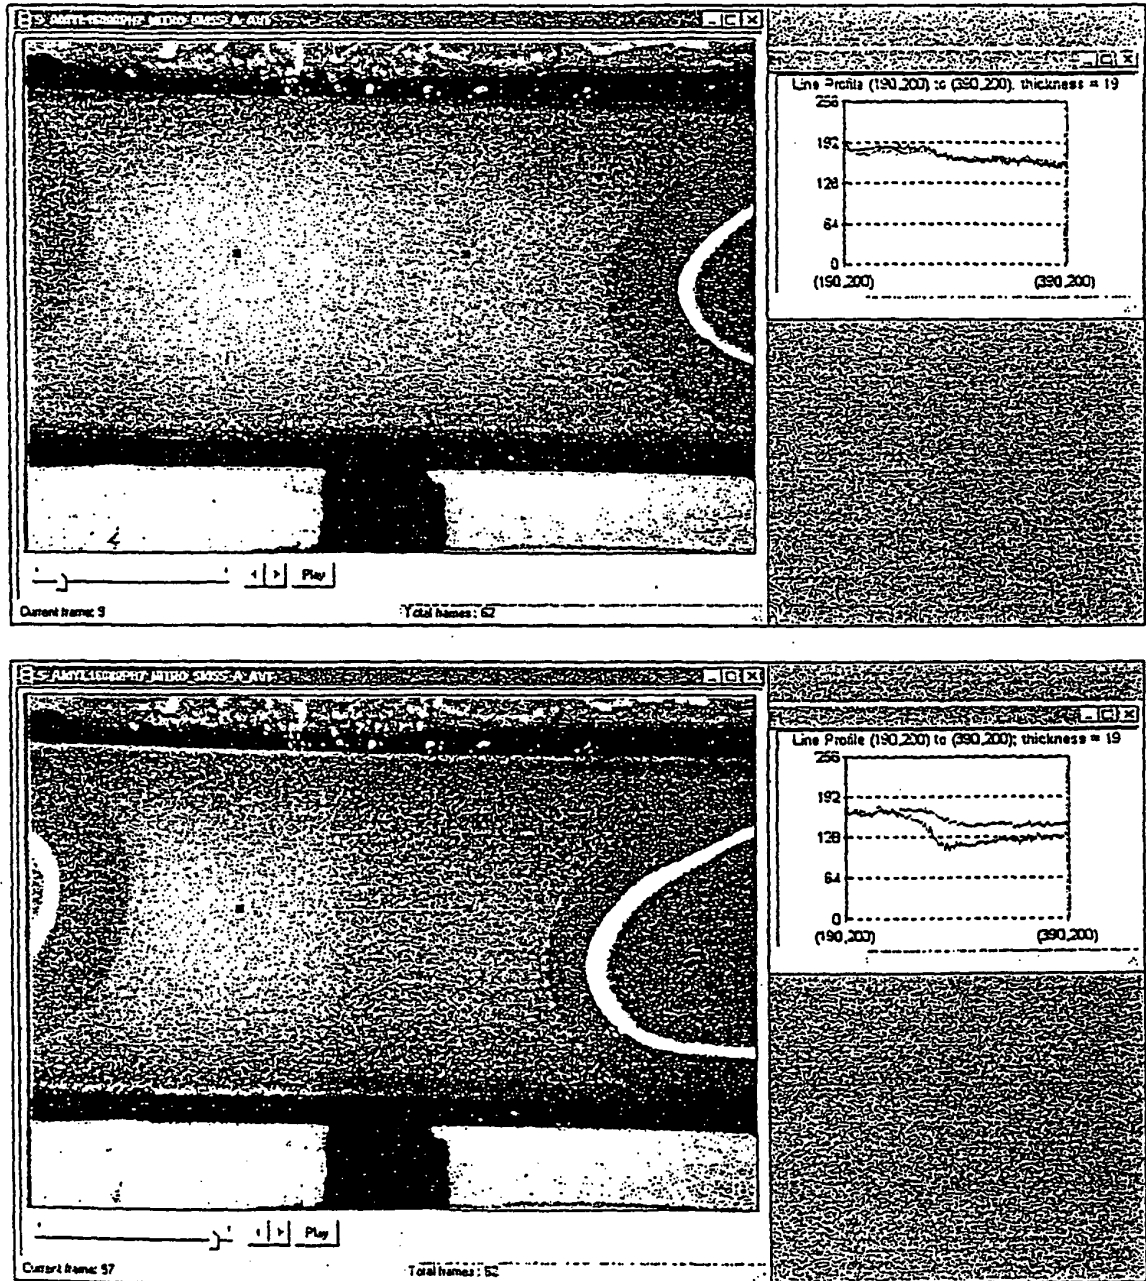 Line Profile (190,200) to (390,200); thickness = 19
256
192
128
64
0
(190,200) (390,200)
Play
Current frame: 9 Total frames: 62
Line Profile (190,200) to (390,200); thickness = 19
256
192
128
64
0
(190,200) (390,200)
Play
Current frame: 57 Total frames: 62